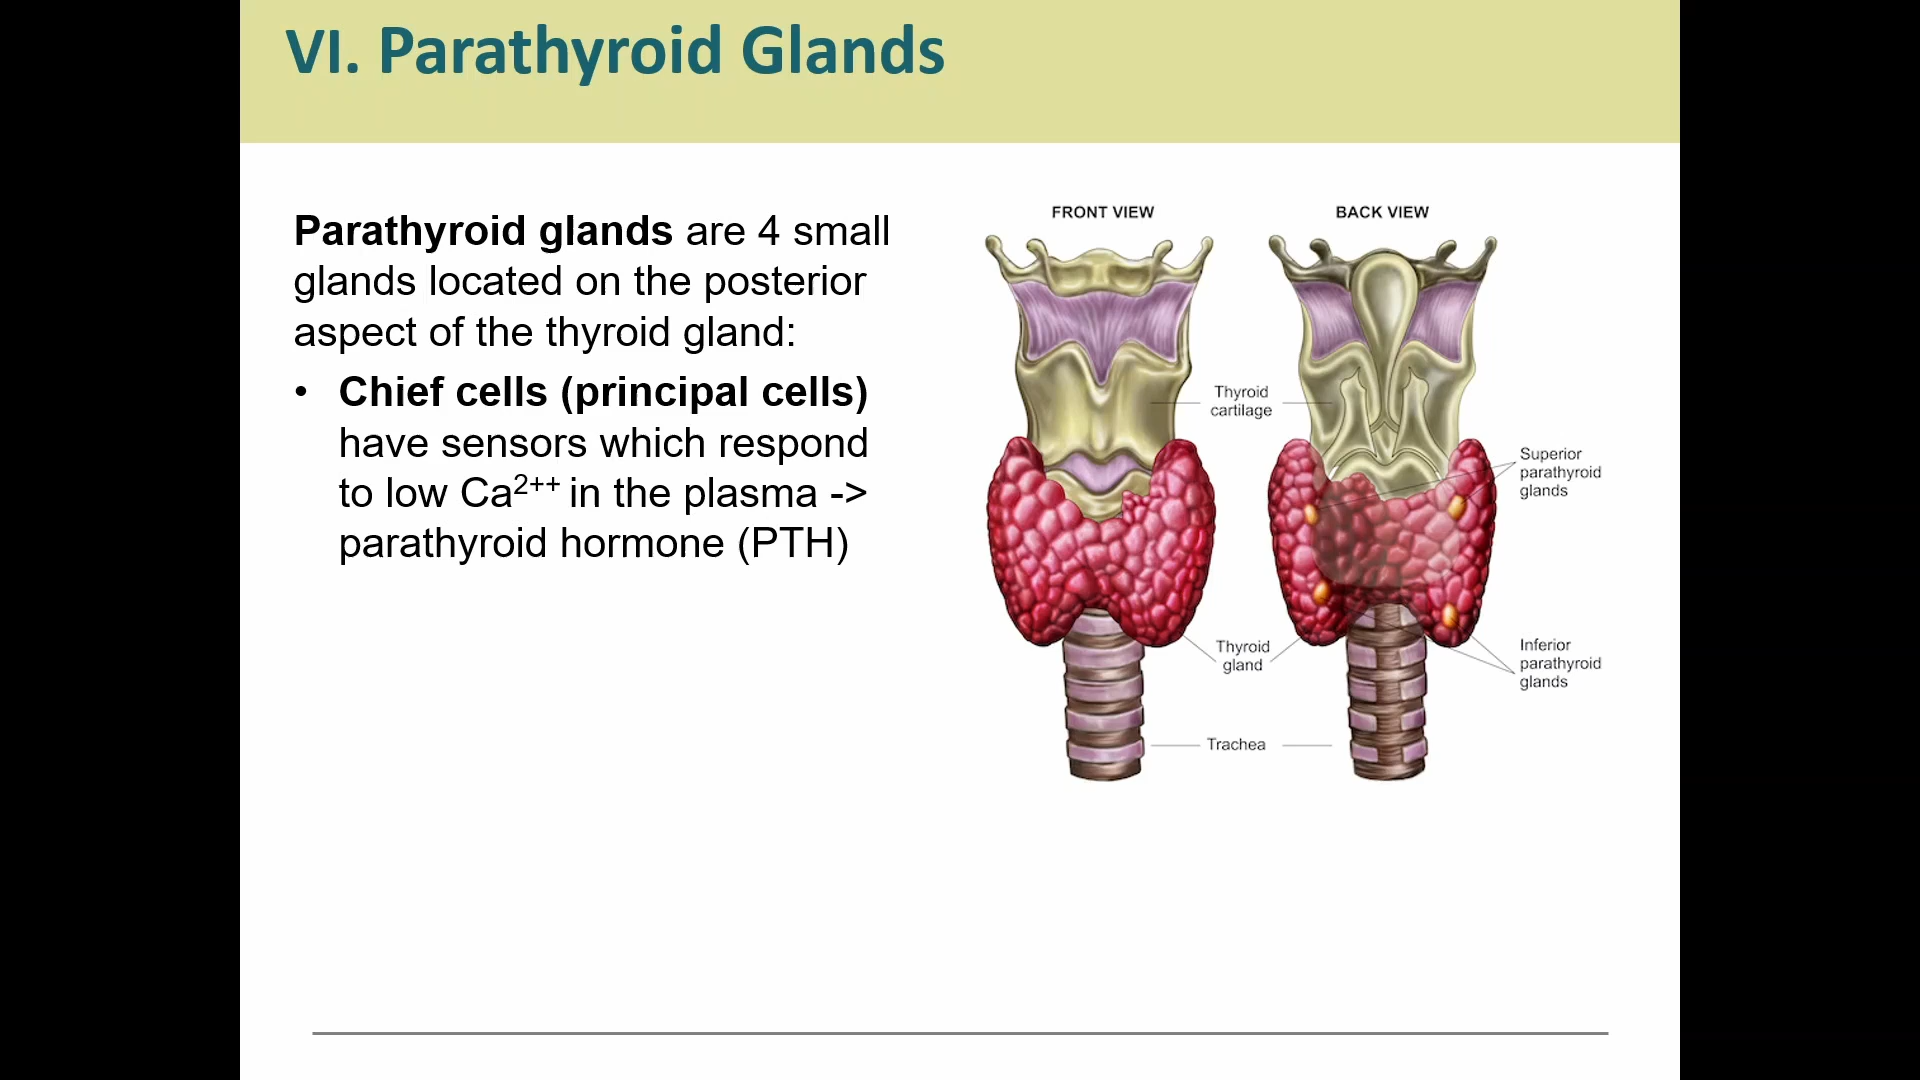 VI. Parathyroid Glands
Parathyroid glands are 4 small
glands located on the posterior
aspect of the thyroid gland:
• Chief cells (principal cells)
have sensors which respond
to low Ca2++ in the plasma ->
parathyroid hormone (PTH)
FRONT VIEW
BACK VIEW
Thyroid
cartilage
Superior
parathyroid
glands
Thyroid
gland
Inferior
parathyroid
glands
Trachea